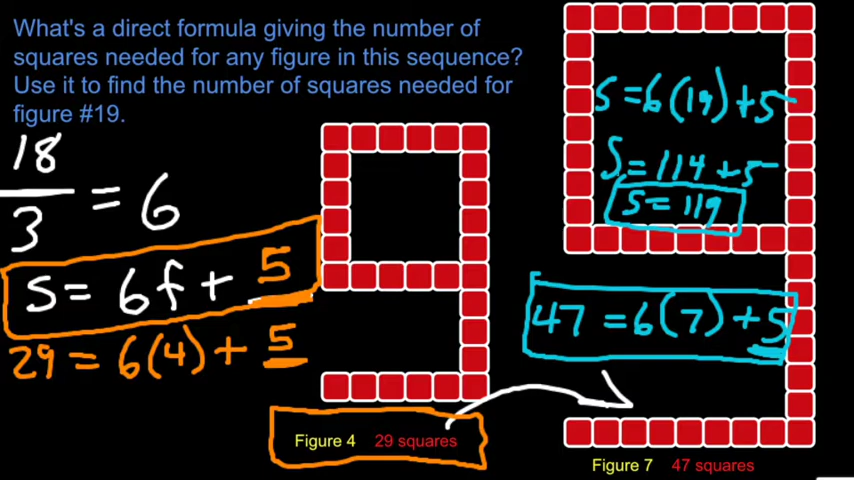 What's a direct formula giving the number of
squares needed for any figure in this sequence?
Use it to find the number of squares needed for
figure #19.
18
3
= 6
S = 6f + 5
29 = 6(4) + 5
Figure 4 29 squares
S = 6(19) + 5
S = 114 + 5
S = 119
47 = 6(7) + 5
Figure 7 47 squares